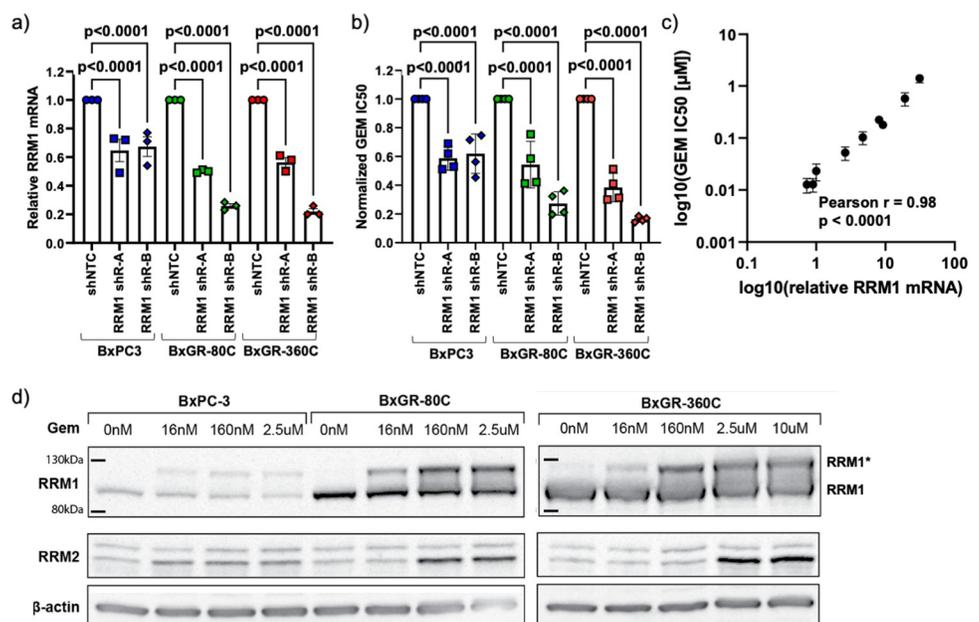 a)
p<0.0001 p<0.0001 p<0.0001
p<0.0001 p<0.0001 p<0.0001
Relative RRM1 mRNA
1.2
1.0
0.8
0.6
0.4
0.2
0.0
shNTC
RRM1 shR-A
RRM1 shR-B
shNTC
RRM1 shR-A
RRM1 shR-B
shNTC
RRM1 shR-A
RRM1 shR-B
BxPC3 BxGR-80C BxGR-360C
b)
p<0.0001 p<0.0001 p<0.0001
p<0.0001 p<0.0001 p<0.0001
Normalized GEM IC50
1.2
1.0
0.8
0.6
0.4
0.2
0.0
shNTC
RRM1 shR-A
RRM1 shR-B
shNTC
RRM1 shR-A
RRM1 shR-B
shNTC
RRM1 shR-A
RRM1 shR-B
BxPC3 BxGR-80C BxGR-360C
c)
log10(GEM IC50 [µM])
10
1
0.1
0.01
0.001
Pearson r = 0.98
p < 0.0001
0.1 1 10 100
log10(relative RRM1 mRNA)
d)
BxPC-3 BxGR-80C BxGR-360C
Gem 0nM 16nM 160nM 2.5uM 0nM 16nM 160nM 2.5uM 0nM 16nM 160nM 2.5uM 10uM
130kDa
RRM1
80kDa
RRM1*
RRM1
RRM2
β-actin